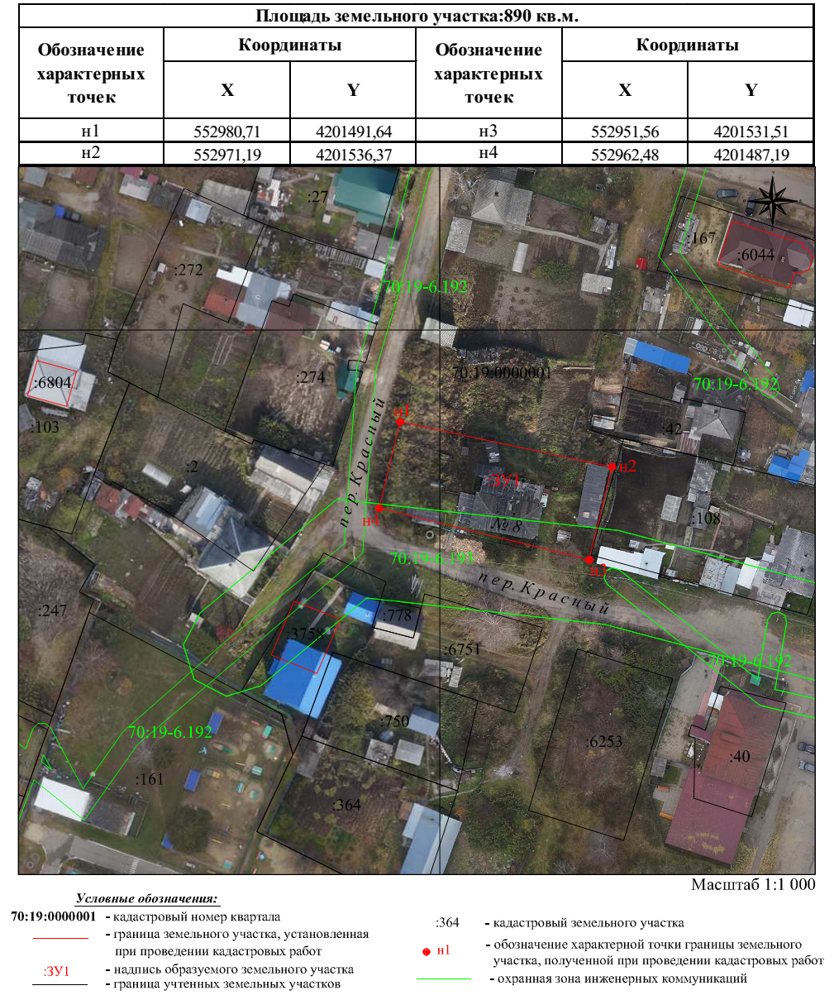 Площадь земельного участка:890 кв.м.
Обозначение характерных точек
Координаты
Обозначение характерных точек
Координаты
X
Y
X
Y
н1 552980,71 4201491,64 н3 552951,56 4201531,51
н2 552971,19 4201536,37 н4 552962,48 4201487,19
:27
167
:6044
:272
70:19-6.192
:6804
:274
70:19:0000001
70:19-6.192
:103
н1
:42
пер. Красный
:2
:ЗУ1
н2
н4
№ 8
:108
70:19-6.193
н3
пер. Красный
:247
:778
:3758
:6751
70:19-6.192
:750
70:19-6.192
:6253
:40
:161
:364
Масштаб 1:1 000
Условные обозначения:
70:19:0000001 - кадастровый номер квартала
- граница земельного участка, установленная
при проведении кадастровых работ
:ЗУ1 - надпись образуемого земельного участка
- граница учтенных земельных участков
:364 - кадастровый земельного участка
н1 - обозначение характерной точки границы земельного
участка, полученной при проведении кадастровых работ
- охранная зона инженерных коммуникаций